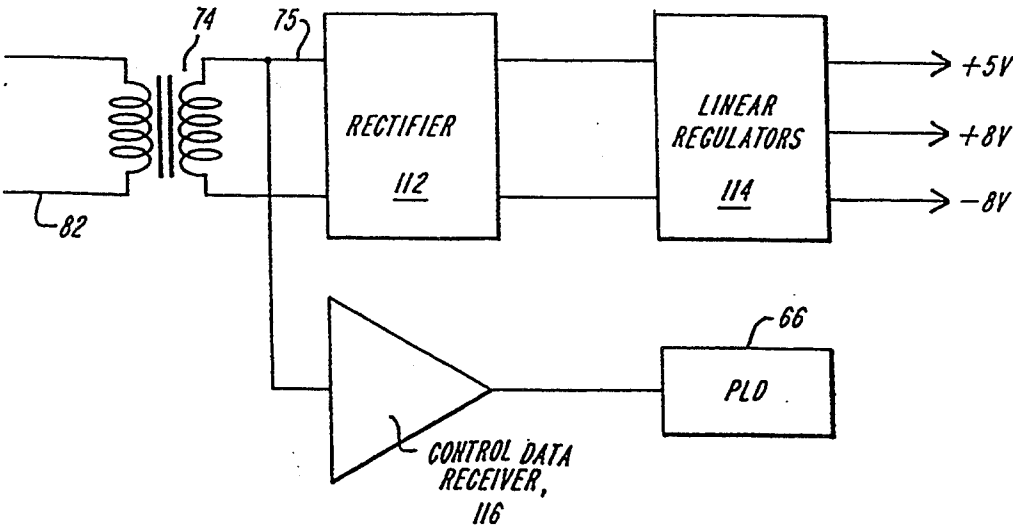 74
75
82
RECTIFIER
112
LINEAR
REGULATORS
114
+5V
+8V
-8V
66
PLD
CONTROL DATA
RECEIVER,
116